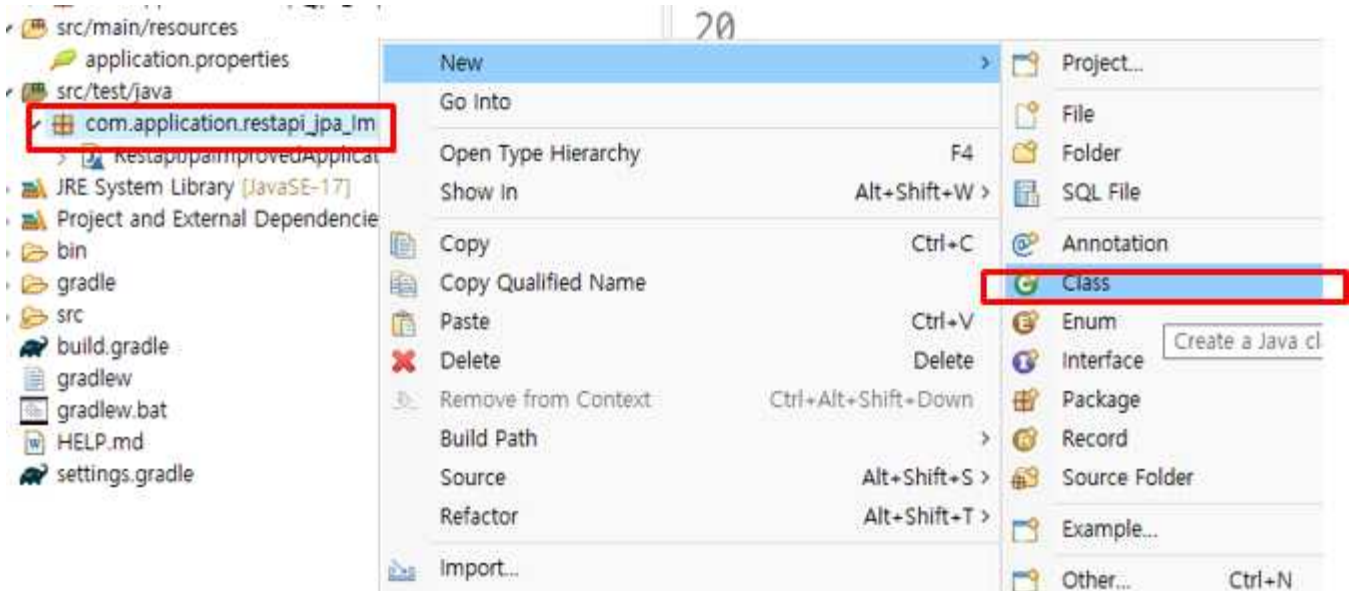 src/main/resources
application.properties
src/test/java
com.application.restapi_jpa_Im
JRE System Library [JavaSE-17]
Project and External Dependencie
bin
gradle
src
build.gradle
gradlew
gradlew.bat
HELP.md
settings.gradle
20
New
Go Into
Open Type Hierarchy F4
Show In Alt+Shift+W >
Copy Ctrl+C
Copy Qualified Name
Paste Ctrl+V
Delete Delete
Remove from Context Ctrl+Alt+Shift+Down
Build Path
Source Alt+Shift+S >
Refactor Alt+Shift+T >
Import...
Project...
File
Folder
SQL File
Annotation
Class
Enum
Create a Java cl
Interface
Package
Record
Source Folder
Example...
Other... Ctrl+N